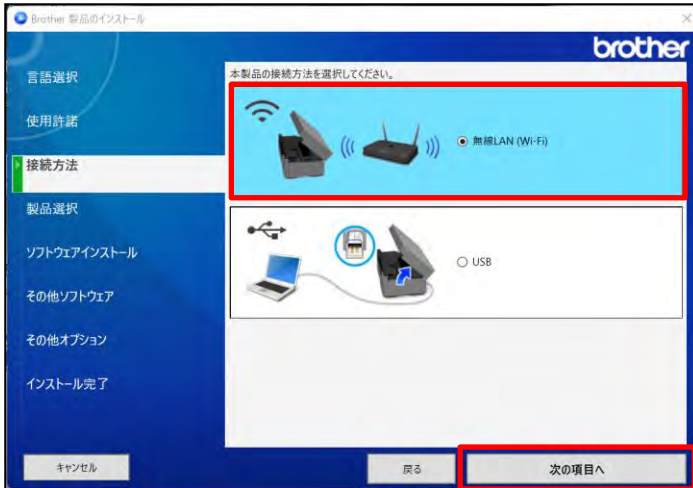 Brother 製品のインストール
brother
言語選択
使用許諾
接続方法
製品選択
ソフトウェアインストール
その他ソフトウェア
その他オプション
インストール完了
本製品の接続方法を選択してください。
無線LAN (Wi-Fi)
USB
キャンセル
戻る
次の項目へ